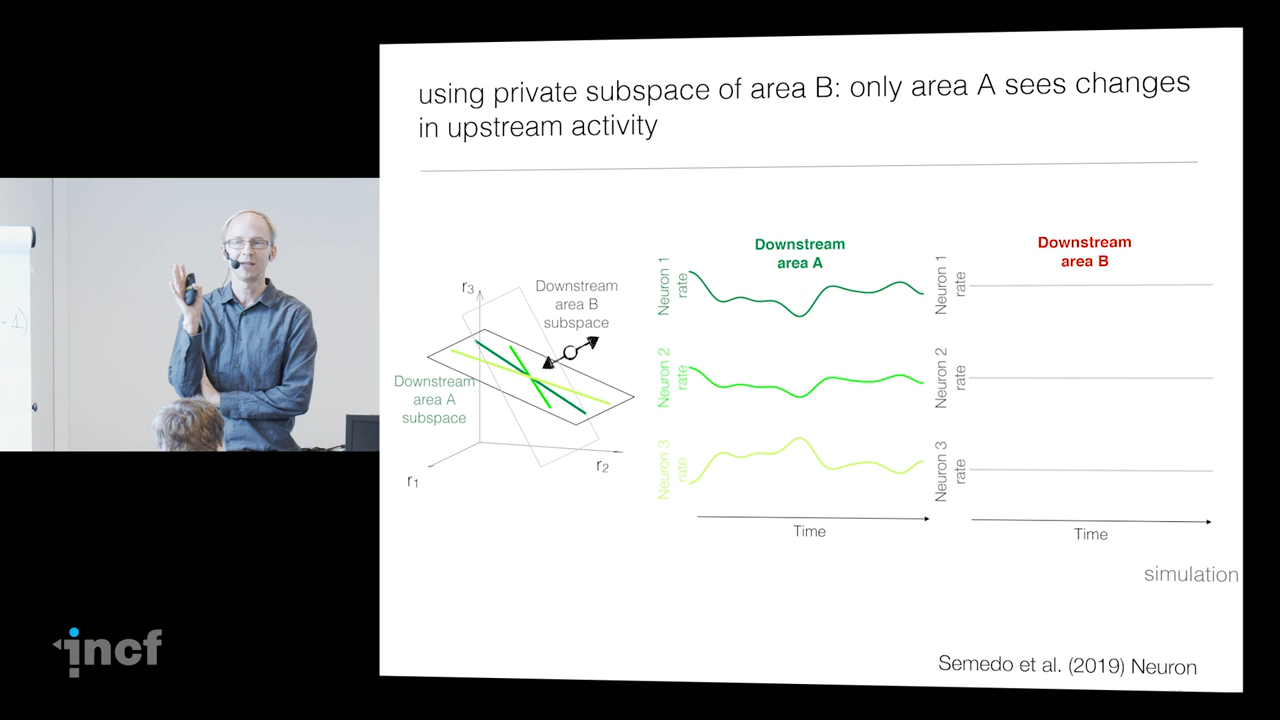 using private subspace of area B: only area A sees changes
in upstream activity
r3
Downstream
area B
subspace
Downstream
area A
subspace
r1
r2
Downstream
area A
Neuron 1
rate
Neuron 2
rate
Neuron 3
rate
Time
Downstream
area B
Neuron 1
rate
Neuron 2
rate
Neuron 3
rate
Time
simulation
Semedo et al. (2019) Neuron
incf
-1)